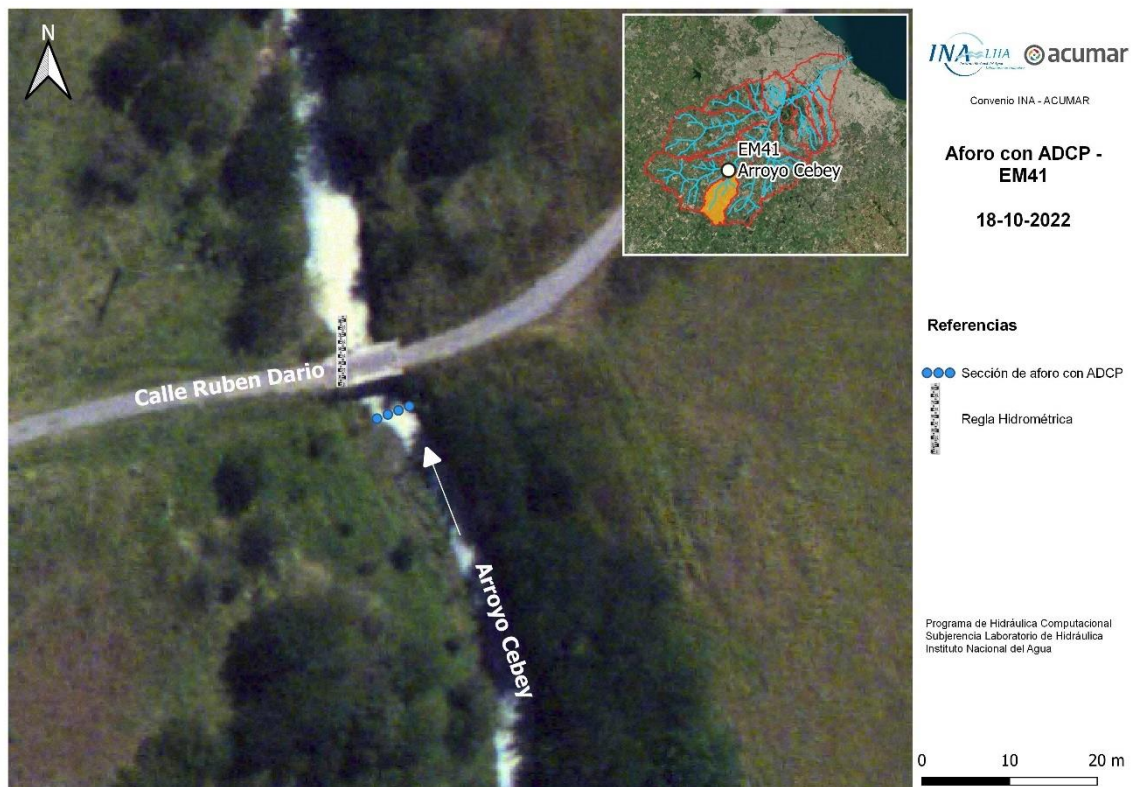 N
EM41
Arroyo Cebey
Calle Ruben Dario
Arroyo Cebey
INA LHA acumar
Convenio INA - ACUMAR
Aforo con ADCP -
EM41
18-10-2022
Referencias
Sección de aforo con ADCP
Regla Hidrométrica
Programa de Hidráulica Computacional
Subjerencia Laboratorio de Hidráulica
Instituto Nacional del Agua
0 10 20 m